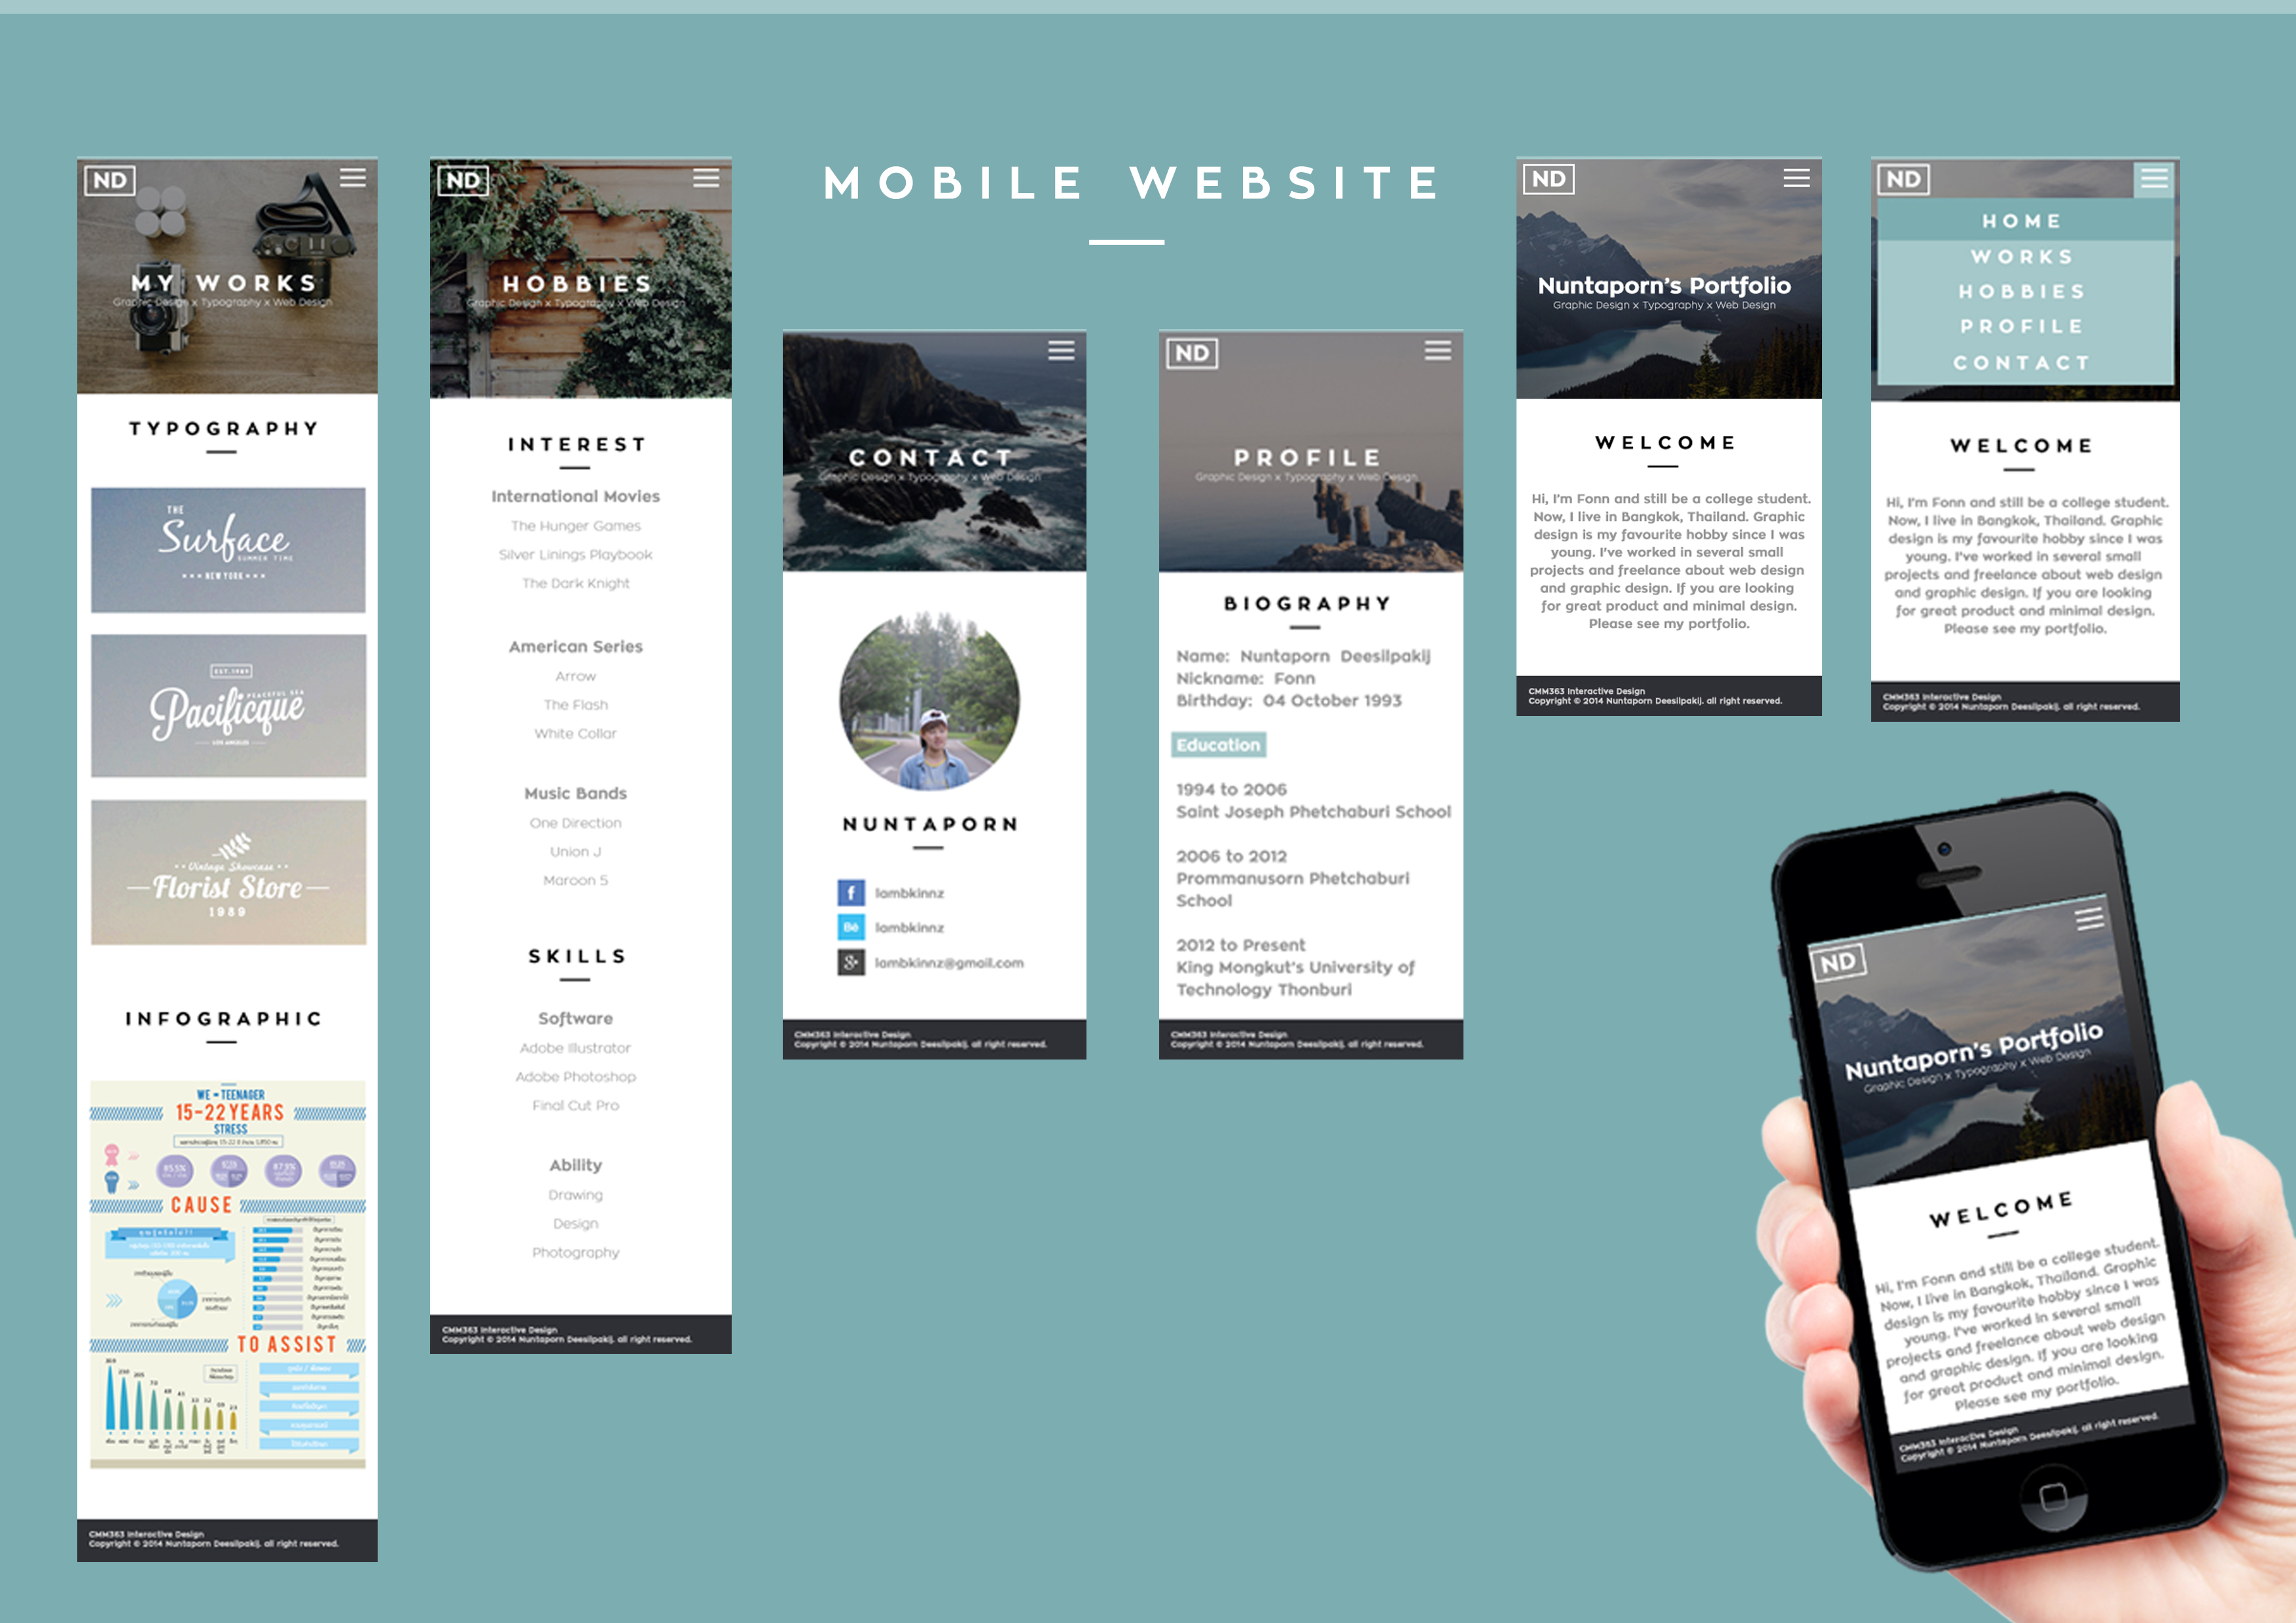 MOBILE WEBSITE
ND
MY WORKS
Graphic Design x Typography x Web Design
TYPOGRAPHY
THE
Surface
SUMMER TIME
NEW YORK
EST. 1989
PEACEFUL SEA
Pacificque
LOS ANGELES
Vintage Showcase
Florist Store
1989
INFOGRAPHIC
WE - TEENAGER
15-22 YEARS
STRESS
85.5%
87.9%
CAUSE
TO ASSIST
CMM363 Interactive Design
Copyright © 2014 Nuntaporn Deesilpakij. all right reserved.
ND
HOBBIES
Graphic Design x Typography x Web Design
INTEREST
International Movies
The Hunger Games
Silver Linings Playbook
The Dark Knight
American Series
Arrow
The Flash
White Collar
Music Bands
One Direction
Union J
Maroon 5
SKILLS
Software
Adobe Illustrator
Adobe Photoshop
Final Cut Pro
Ability
Drawing
Design
Photography
CMM363 Interactive Design
Copyright © 2014 Nuntaporn Deesilpakij. all right reserved.
CONTACT
Graphic Design x Typography x Web Design
NUNTAPORN
f lambkinnz
Bē lambkinnz
g+ lambkinnz@gmail.com
CMM363 Interactive Design
Copyright © 2014 Nuntaporn Deesilpakij. all right reserved.
ND
PROFILE
Graphic Design x Typography x Web Design
BIOGRAPHY
Name: Nuntaporn Deesilpakij
Nickname: Fonn
Birthday: 04 October 1993
Education
1994 to 2006
Saint Joseph Phetchaburi School
2006 to 2012
Prommanusorn Phetchaburi
School
2012 to Present
King Mongkut's University of
Technology Thonburi
CMM363 Interactive Design
Copyright © 2014 Nuntaporn Deesilpakij. all right reserved.
ND
Nuntaporn's Portfolio
Graphic Design x Typography x Web Design
WELCOME
Hi, I'm Fonn and still be a college student.
Now, I live in Bangkok, Thailand. Graphic
design is my favourite hobby since I was
young. I've worked in several small
projects and freelance about web design
and graphic design. If you are looking
for great product and minimal design.
Please see my portfolio.
CMM363 Interactive Design
Copyright © 2014 Nuntaporn Deesilpakij. all right reserved.
ND
HOME
WORKS
HOBBIES
PROFILE
CONTACT
WELCOME
Hi, I'm Fonn and still be a college student.
Now, I live in Bangkok, Thailand. Graphic
design is my favourite hobby since I was
young. I've worked in several small
projects and freelance about web design
and graphic design. If you are looking
for great product and minimal design.
Please see my portfolio.
CMM363 Interactive Design
Copyright © 2014 Nuntaporn Deesilpakij. all right reserved.
ND
Nuntaporn's Portfolio
Graphic Design x Typography x Web Design
WELCOME
Hi, I'm Fonn and still be a college student.
Now, I live in Bangkok, Thailand. Graphic
design is my favourite hobby since I was
young. I've worked in several small
projects and freelance about web design
and graphic design. If you are looking
for great product and minimal design.
Please see my portfolio.
CMM363 Interactive Design
Copyright © 2014 Nuntaporn Deesilpakij. all right reserved.